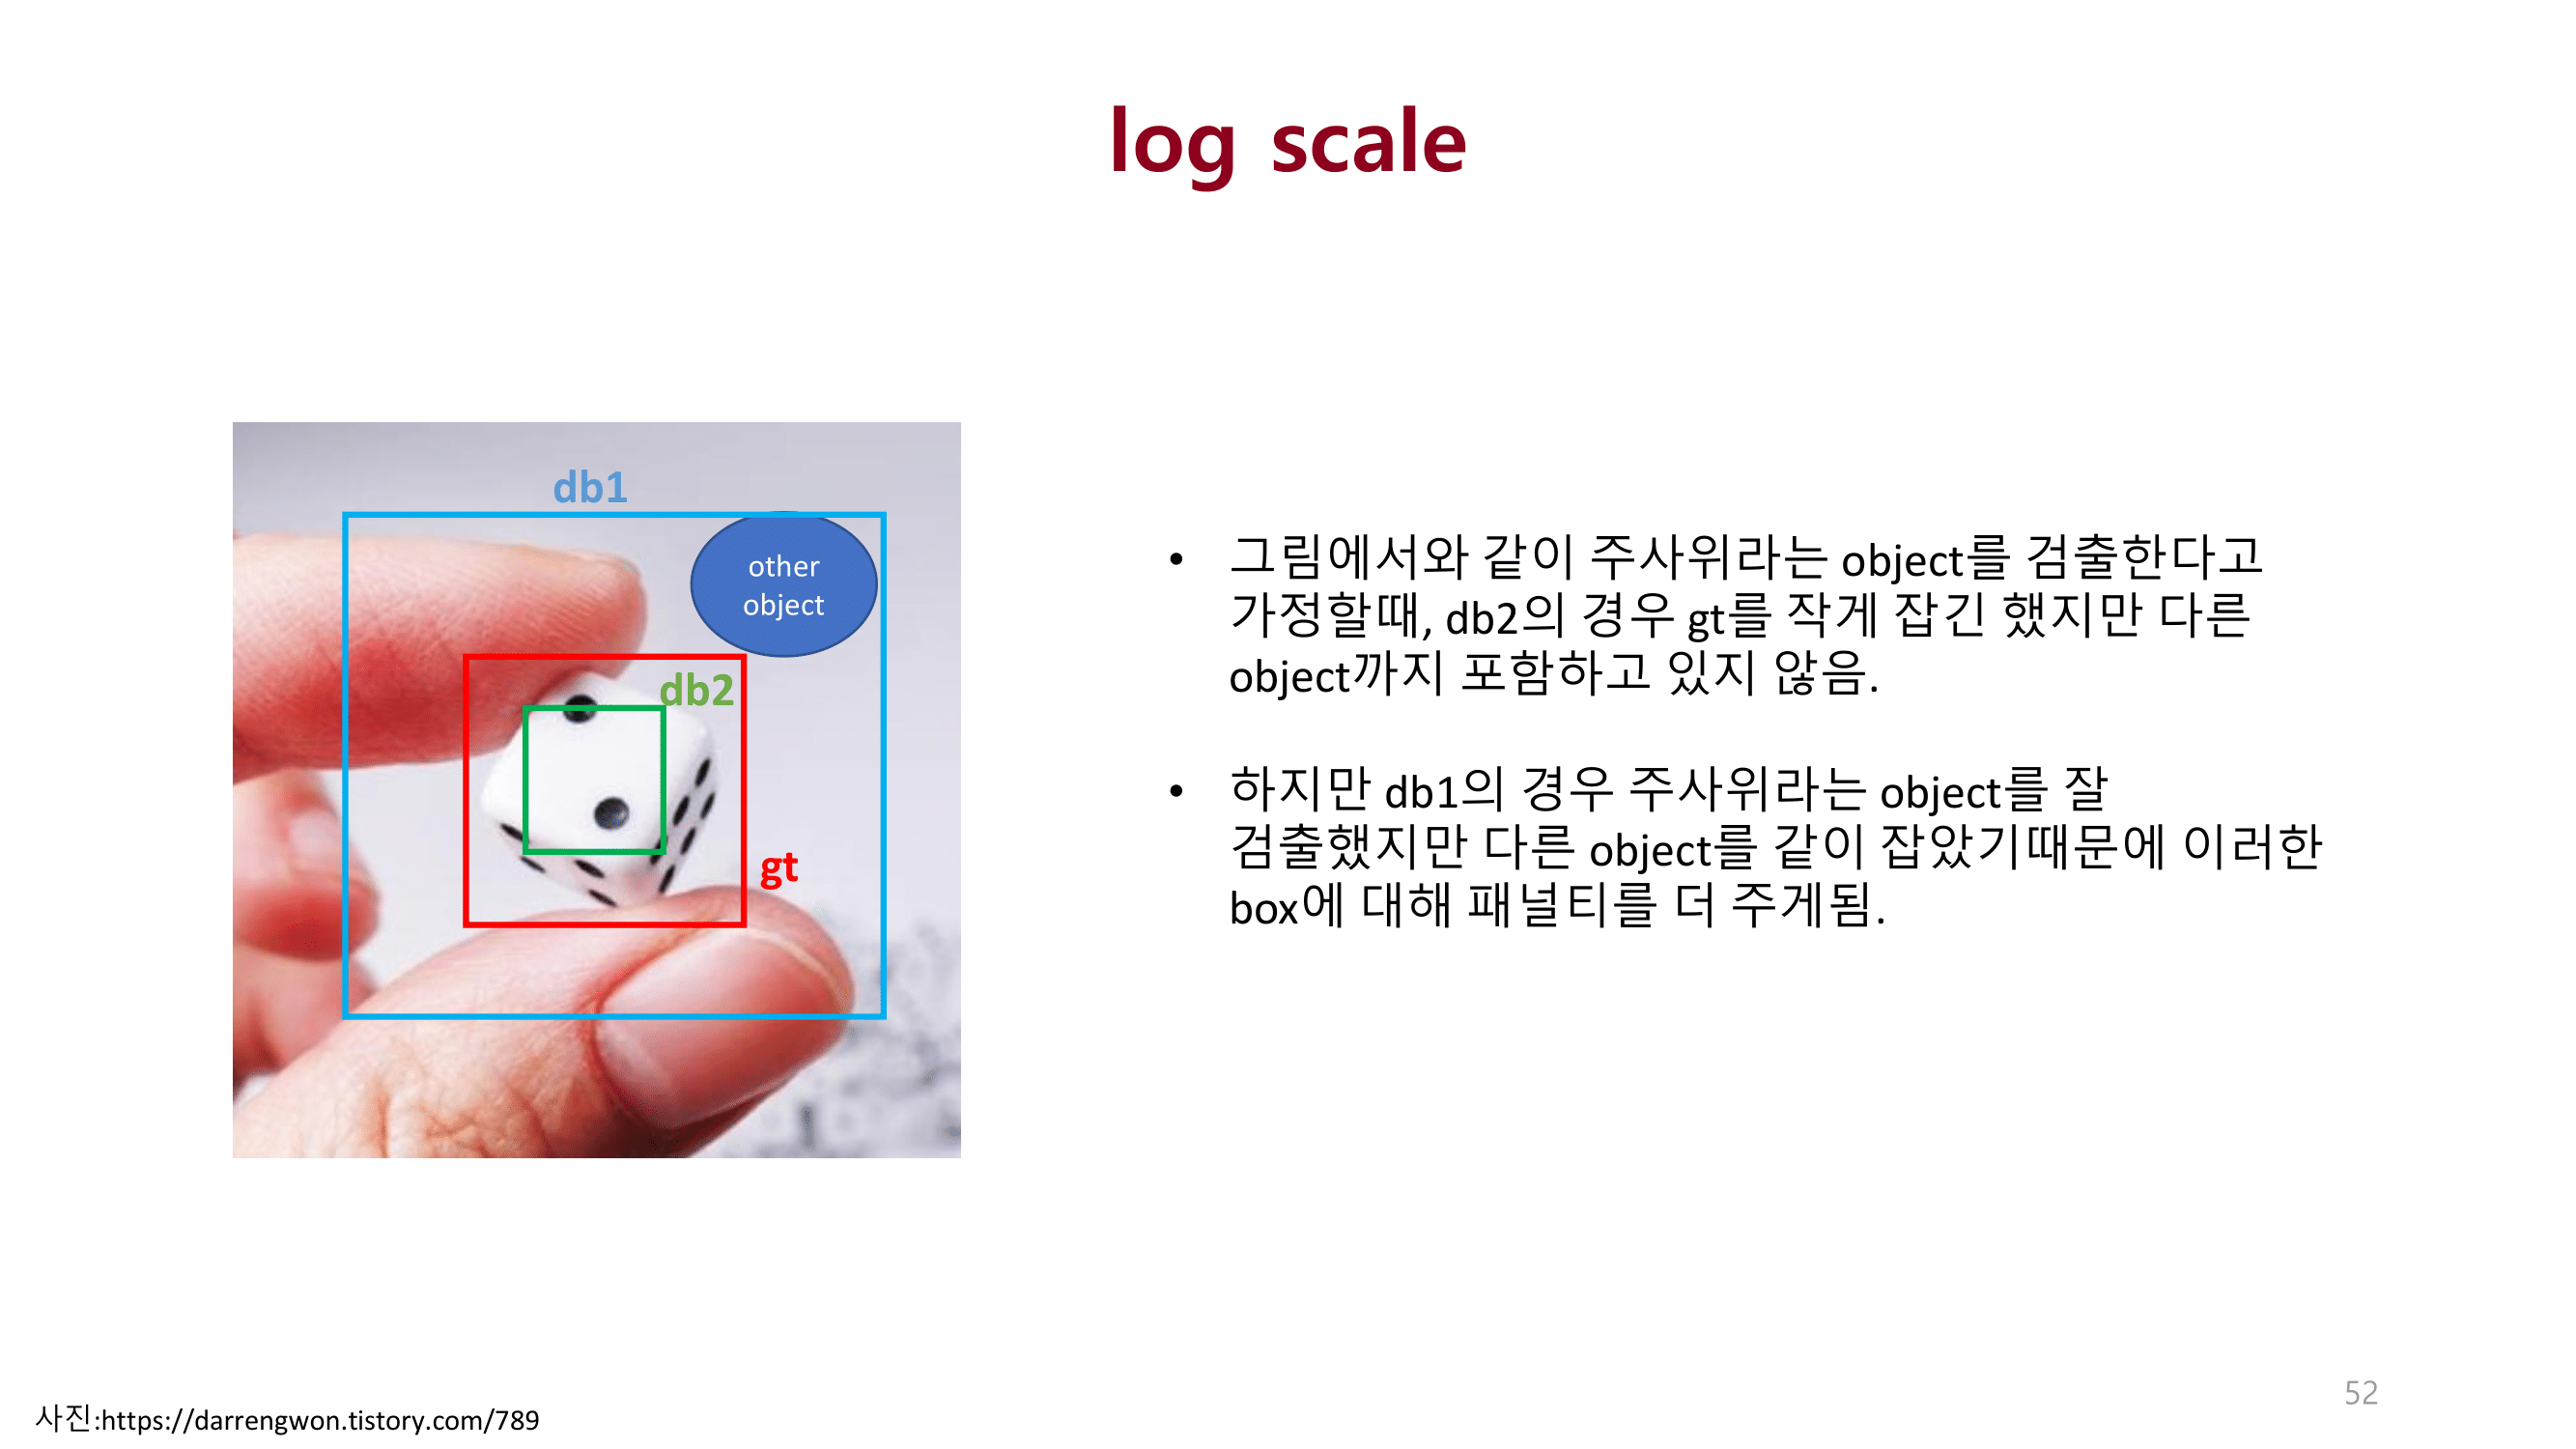 log scale
db1
other
object
db2
gt
• 그림에서와 같이 주사위라는 object를 검출한다고
가정할때, db2의 경우 gt를 작게 잡긴 했지만 다른
object까지 포함하고 있지 않음.
• 하지만 db1의 경우 주사위라는 object를 잘
검출했지만 다른 object를 같이 잡았기때문에 이러한
box에 대해 패널티를 더 주게됨.
52
사진:https://darrengwon.tistory.com/789